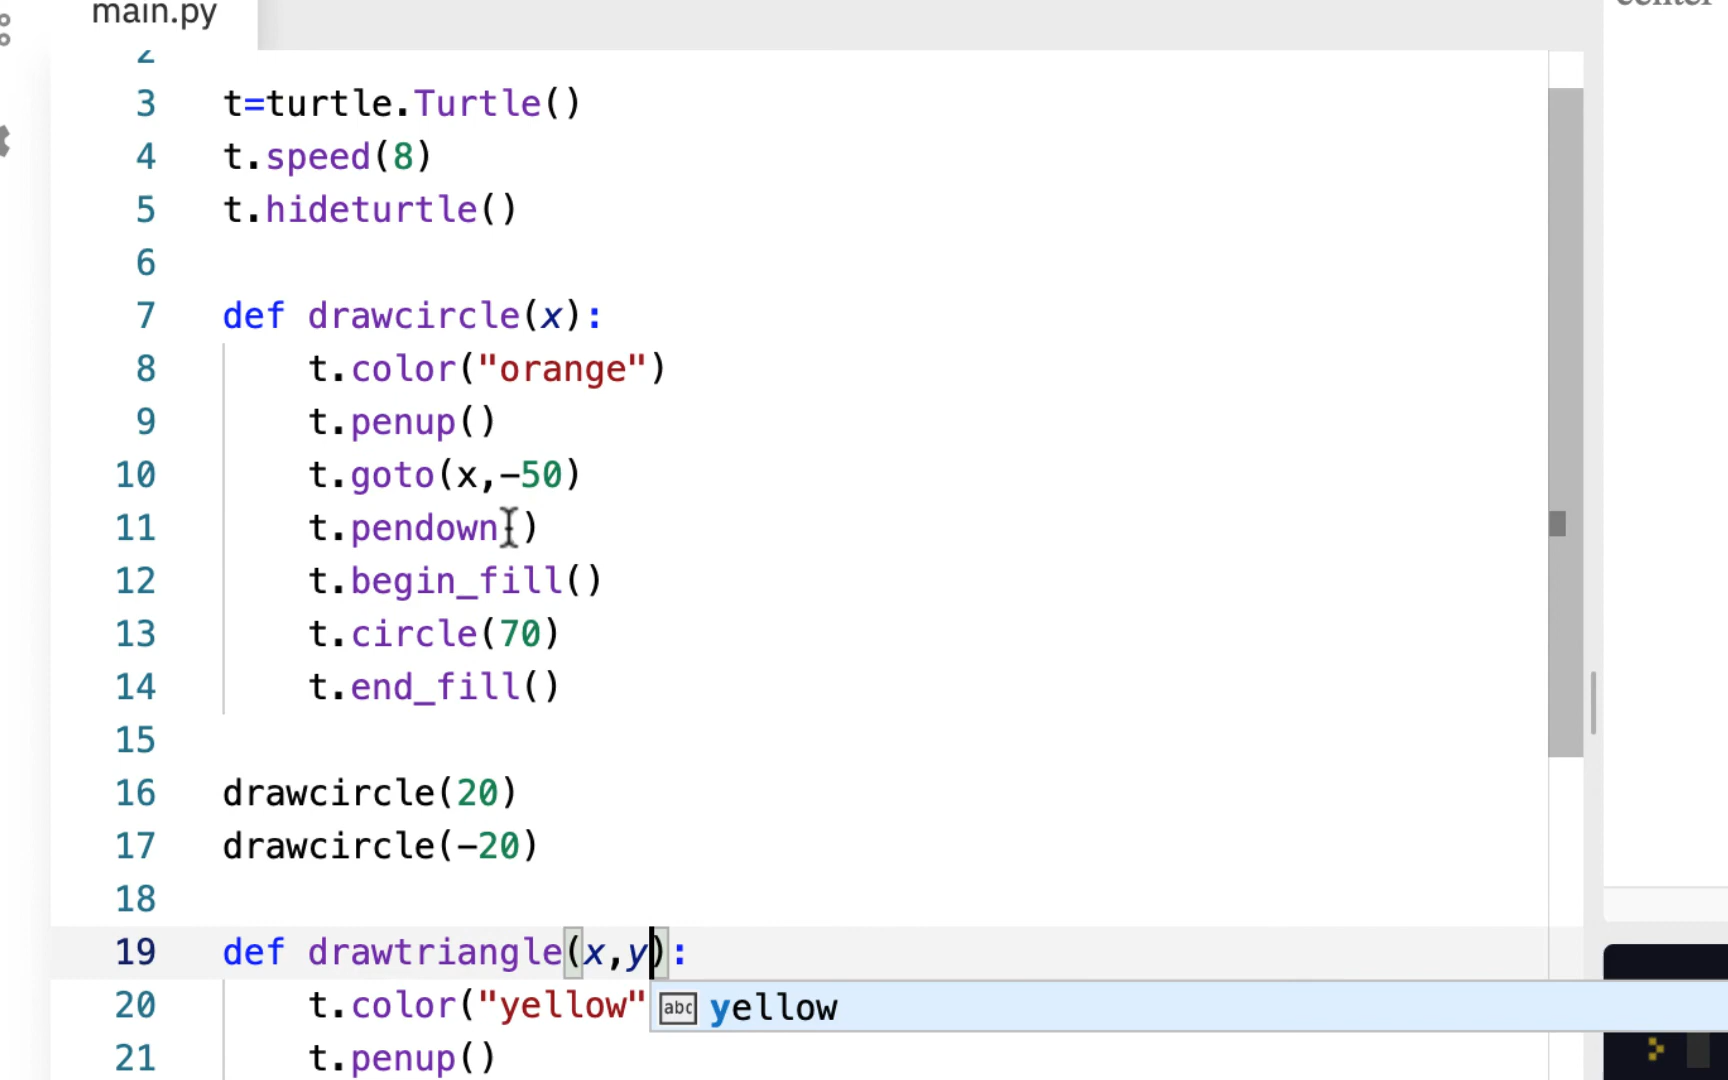 main.py
center
2
3 t=turtle.Turtle()
4 t.speed(8)
5 t.hideturtle()
6
7 def drawcircle(x):
8 t.color("orange")
9 t.penup()
10 t.goto(x,-50)
11 t.pendown()
12 t.begin_fill()
13 t.circle(70)
14 t.end_fill()
15
16 drawcircle(20)
17 drawcircle(-20)
18
19 def drawtriangle(x,y):
20 t.color("yellow"
abc yellow
21 t.penup()